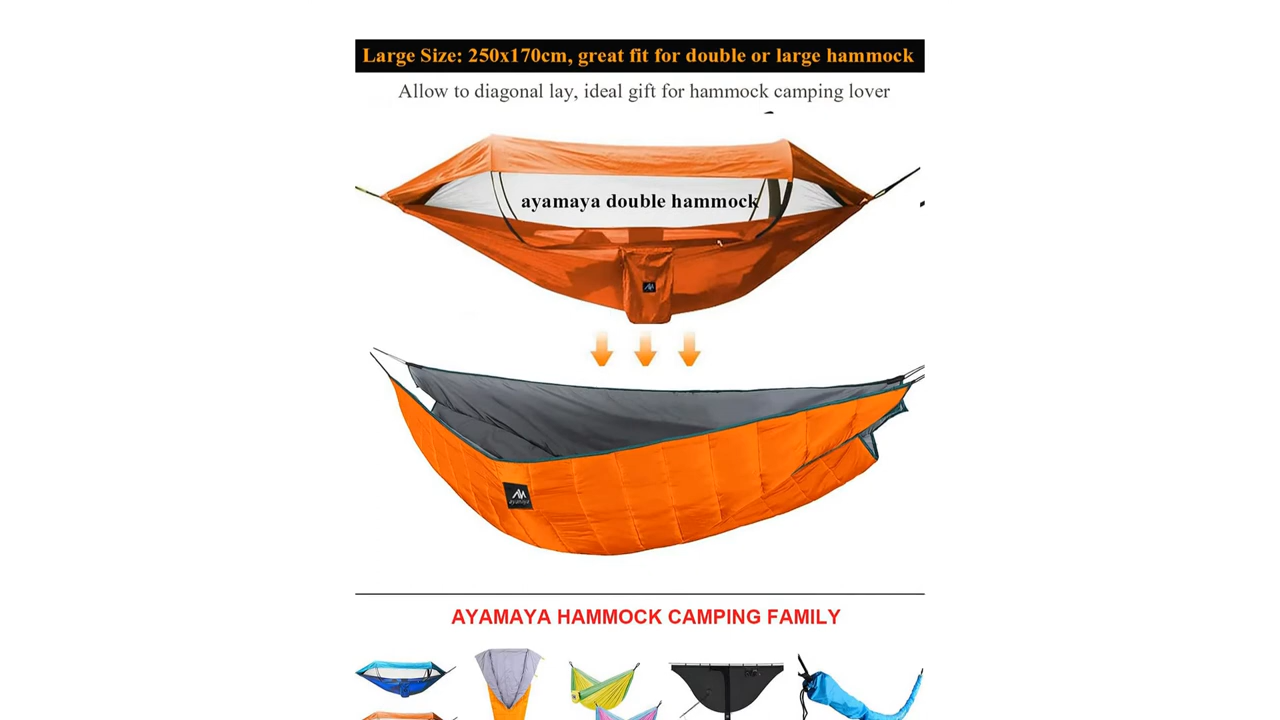 Large Size: 250x170cm, great fit for double or large hammock
Allow to diagonal lay, ideal gift for hammock camping lover
ayamaya double hammock
ayamaya
AYAMAYA HAMMOCK CAMPING FAMILY